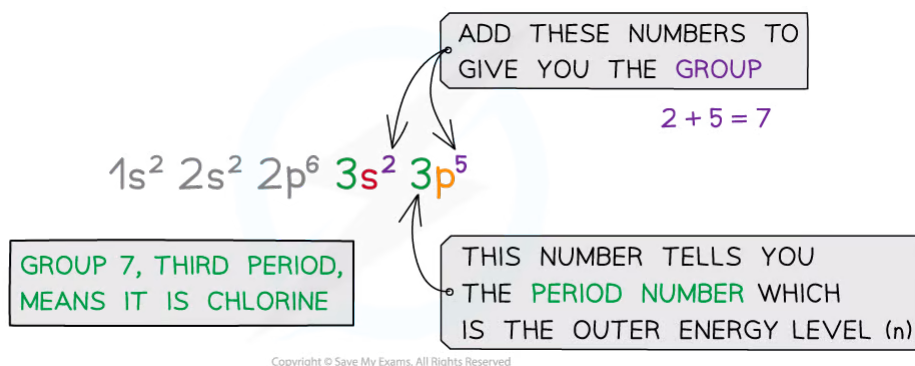 ADD THESE NUMBERS TO
GIVE YOU THE GROUP
2 + 5 = 7
1s² 2s² 2p⁶ 3s² 3p⁵
GROUP 7, THIRD PERIOD,
MEANS IT IS CHLORINE
THIS NUMBER TELLS YOU
THE PERIOD NUMBER WHICH
IS THE OUTER ENERGY LEVEL (n)
Copyright © Save My Exams. All Rights Reserved